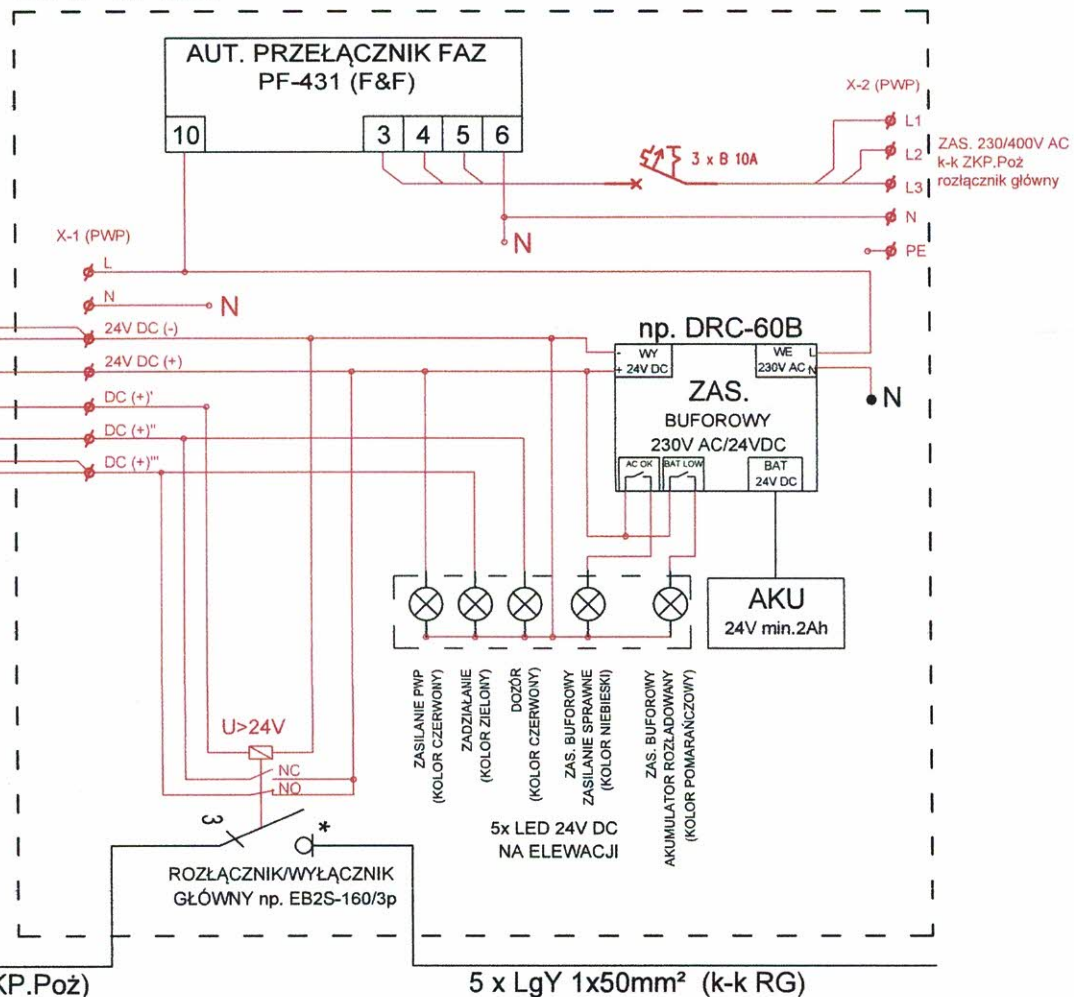 AUT. PRZEŁĄCZNIK FAZ
PF-431 (F&F)
10
3
4
5
6
X-2 (PWP)
L1
L2
L3
N
PE
ZAS. 230/400V AC
k-k ZKP.Poż
rozłącznik główny
3 x B 10A
N
X-1 (PWP)
L
N
N
24V DC (-)
24V DC (+)
DC (+)'
DC (+)"
DC (+)'"
np. DRC-60B
- WY
+ 24V DC
WE L
230V AC N
ZAS.
BUFOROWY
230V AC/24VDC
AC OK
BAT LOW
BAT
24V DC
N
AKU
24V min.2Ah
ZASILANIE PWP
(KOLOR CZERWONY)
ZADZIAŁANIE
(KOLOR ZIELONY)
DOZÓR
(KOLOR CZERWONY)
ZAS. BUFOROWY
ZASILANIE SPRAWNE
(KOLOR NIEBIESKI)
ZAS. BUFOROWY
AKUMULATOR ROZŁADOWANY
(KOLOR POMARAŃCZOWY)
5x LED 24V DC
NA ELEWACJI
U>24V
NC
NO
3
*
ROZŁĄCZNIK/WYŁĄCZNIK
GŁÓWNY np. EB2S-160/3p
KP.Poż)
5 x LgY 1x50mm² (k-k RG)